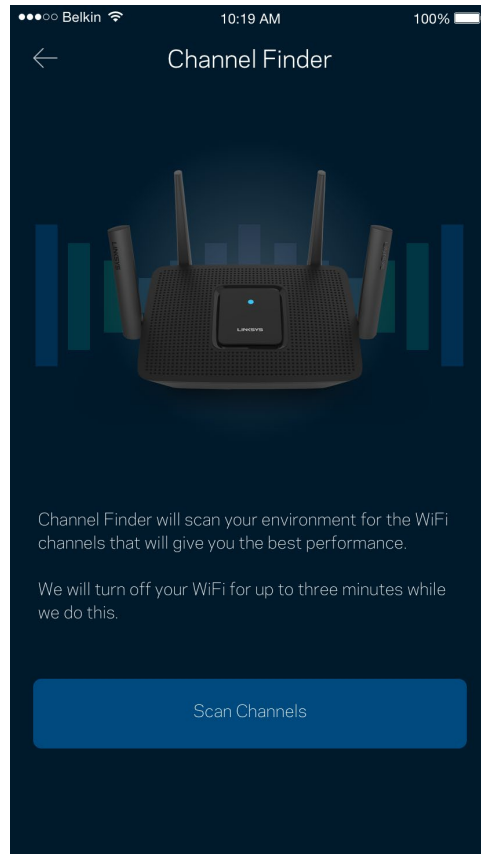 Belkin 10:19 AM 100%
Channel Finder
LINKSYS
LINKSYS
Channel Finder will scan your environment for the WiFi
channels that will give you the best performance.
We will turn off your WiFi for up to three minutes while
we do this.
Scan Channels